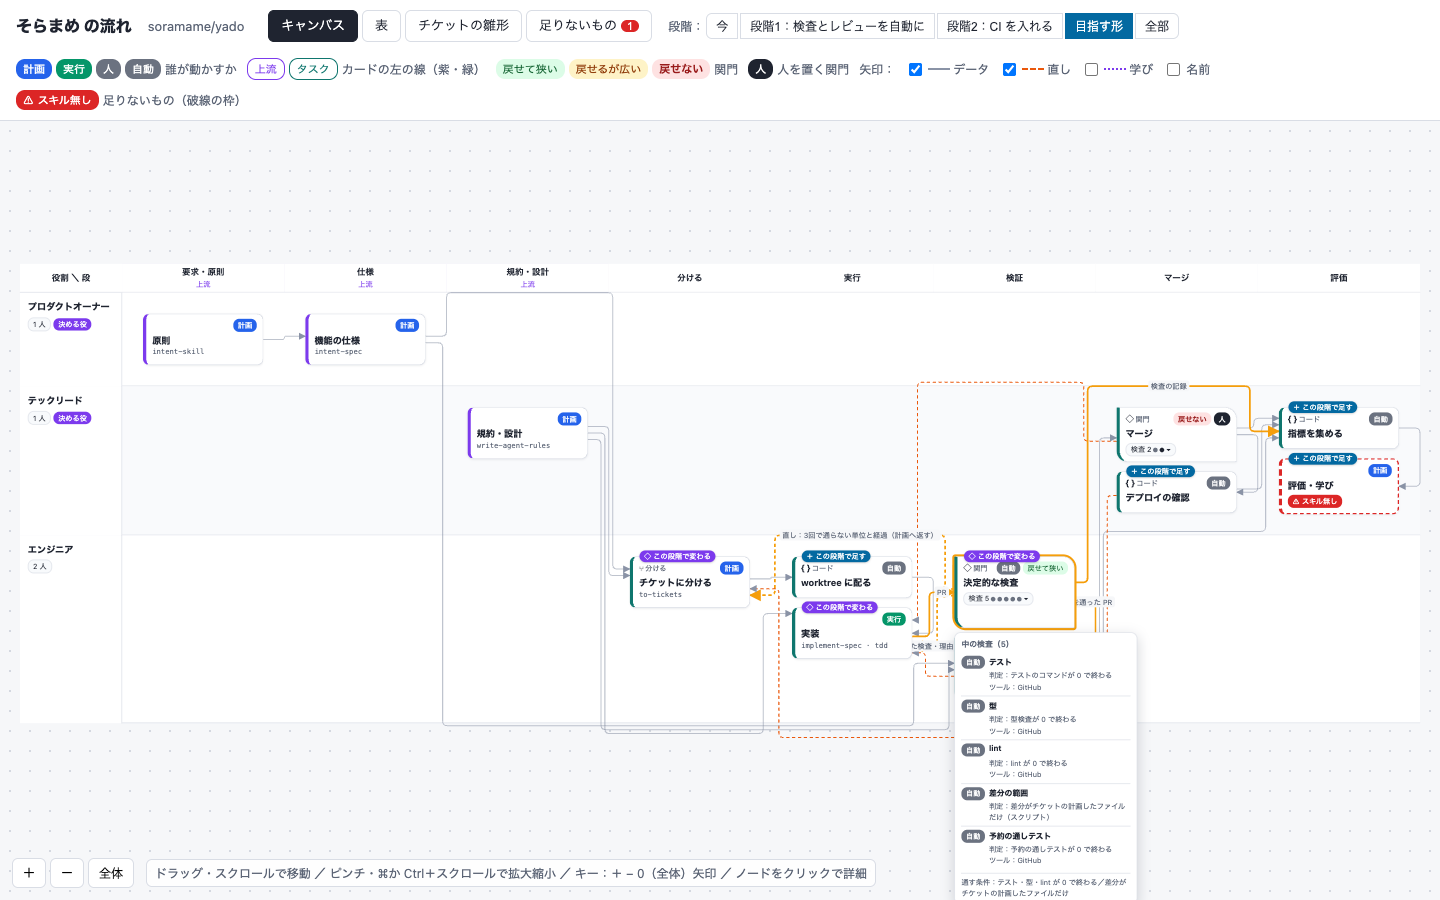 そらまめ の流れ
soramame/yado
キャンバス
表
チケットの雛形
足りないもの 1
段階：
今
段階1：検査とレビューを自動に
段階2：CI を入れる
目指す形
全部
計画
実行
人
自動
誰が動かすか
上流
タスク
カードの左の線（紫・緑）
戻せて狭い
戻せるが広い
戻せない
関門
人
人を置く関門
矢印：
データ
直し
学び
名前
⚠ スキル無し
足りないもの（破線の枠）
役割 ＼ 段
要求・原則
上流
仕様
上流
規約・設計
上流
分ける
実行
検証
マージ
評価
プロダクトオーナー
1 人
決める役
計画
原則
intent-skill
計画
機能の仕様
intent-spec
テックリード
1 人
決める役
計画
規約・設計
write-agent-rules
検査の記録
◇関門
戻せない
人
マージ
検査 2
+ この段階で足す
{ } コード
自動
デプロイの確認
+ この段階で足す
{ } コード
自動
指標を集める
+ この段階で足す
計画
評価・学び
⚠ スキル無し
エンジニア
2 人
◇ この段階で変わる
分ける
計画
チケットに分ける
to-tickets
直し：3回で通らない単位と経過（計画へ返す）
+ この段階で足す
{ } コード
自動
worktree に配る
◇ この段階で変わる
実行
実装
implement-spec · tdd
PR
た検査・理由
◇ この段階で変わる
◇関門
自動
戻せて狭い
決定的な検査
検査 5
通った PR
中の検査（5）
自動 テスト
判定：テストのコマンドが 0 で終わる
ツール：GitHub
自動 型
判定：型検査が 0 で終わる
ツール：GitHub
自動 lint
判定：lint が 0 で終わる
ツール：GitHub
自動 差分の範囲
判定：差分がチケットの計画したファイル
だけ（スクリプト）
自動 予約の通しテスト
判定：予約の通しテストが 0 で終わる
ツール：GitHub
通す条件：テスト・型・lint が 0 で終わる／差分が
チケットの計画したファイルだけ
+
−
全体
ドラッグ・スクロールで移動 ／ ピンチ・⌘か Ctrl＋スクロールで拡大縮小 ／ キー：＋ − 0（全体）矢印 ／ ノードをクリックで詳細